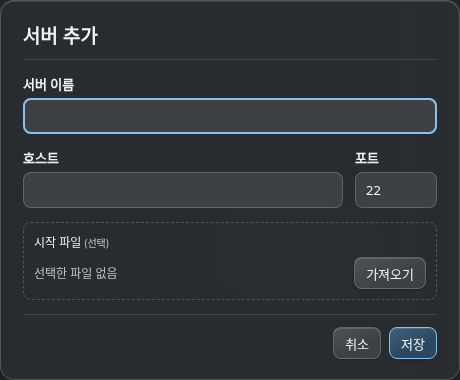 서버 추가
서버 이름
호스트 포트
22
시작 파일 (선택)
선택한 파일 없음 가져오기
취소 저장